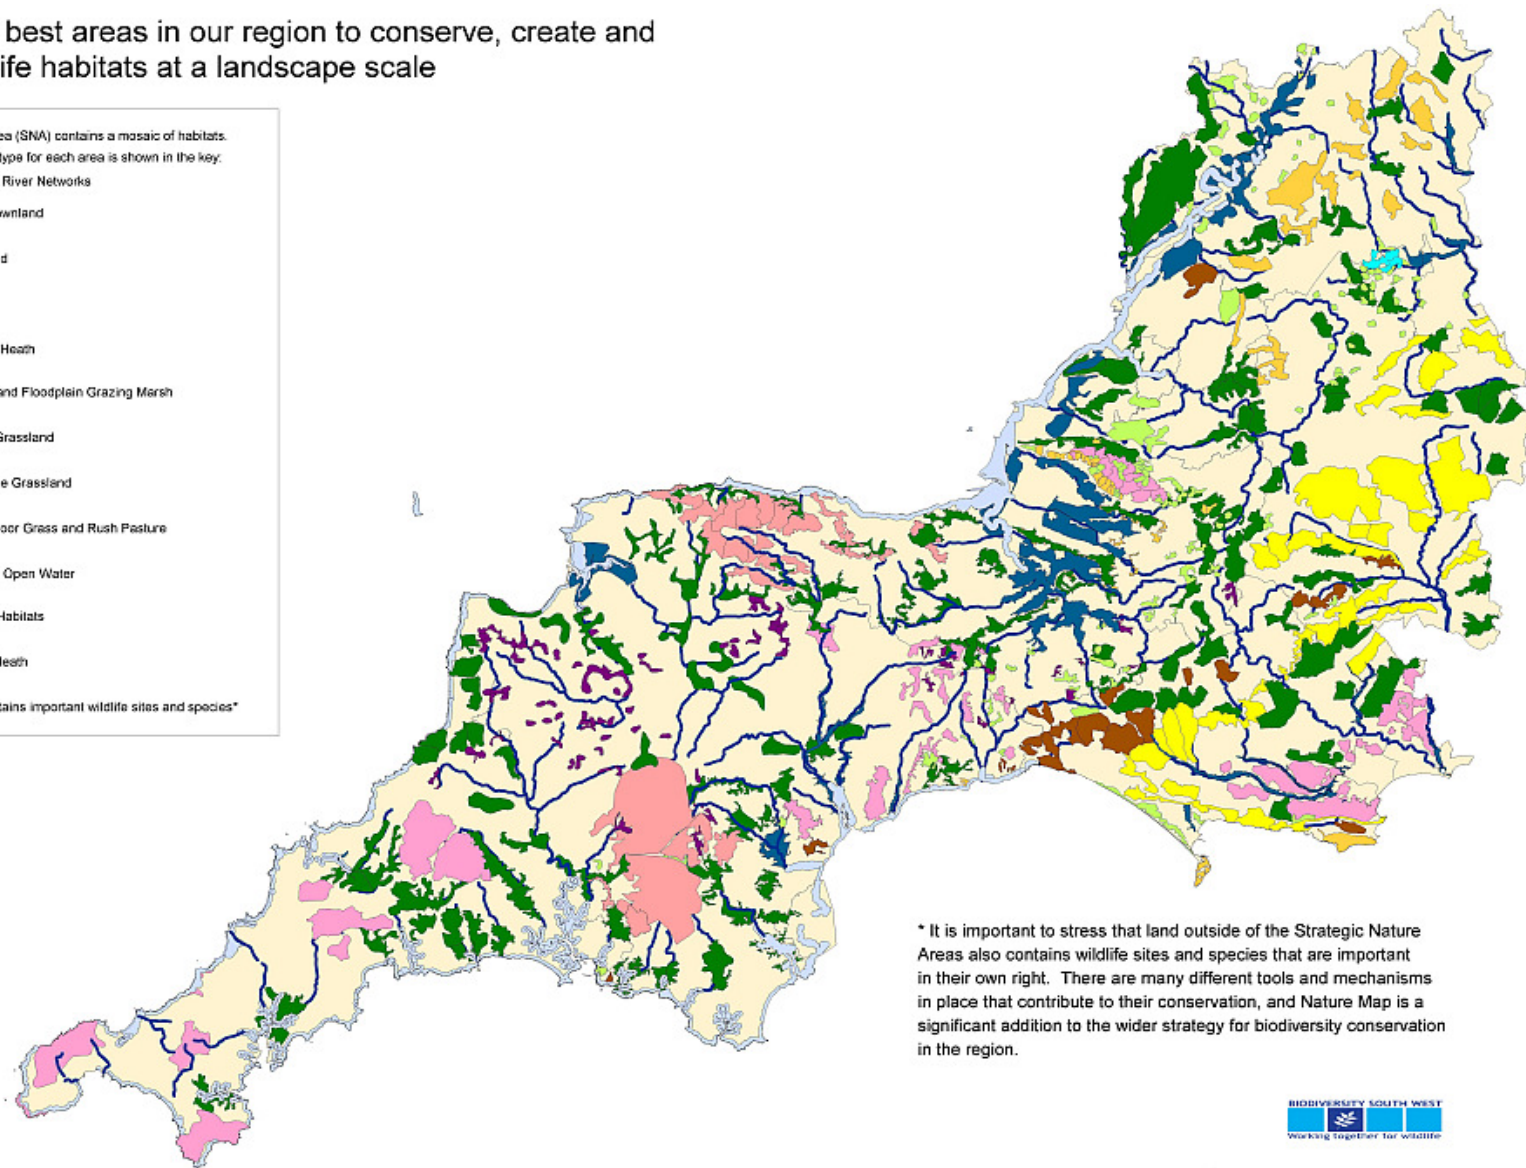 best areas in our region to conserve, create and
ife habitats at a landscape scale
ea (SNA) contains a mosaic of habitats.
type for each area is shown in the key:
River Networks
wnland
d
Heath
and Floodplain Grazing Marsh
Grassland
e Grassland
oor Grass and Rush Pasture
Open Water
Habitats
Heath
tains important wildlife sites and species*
* It is important to stress that land outside of the Strategic Nature
Areas also contains wildlife sites and species that are important
in their own right. There are many different tools and mechanisms
in place that contribute to their conservation, and Nature Map is a
significant addition to the wider strategy for biodiversity conservation
in the region.
BIODIVERSITY SOUTH WEST
Working together for wildlife